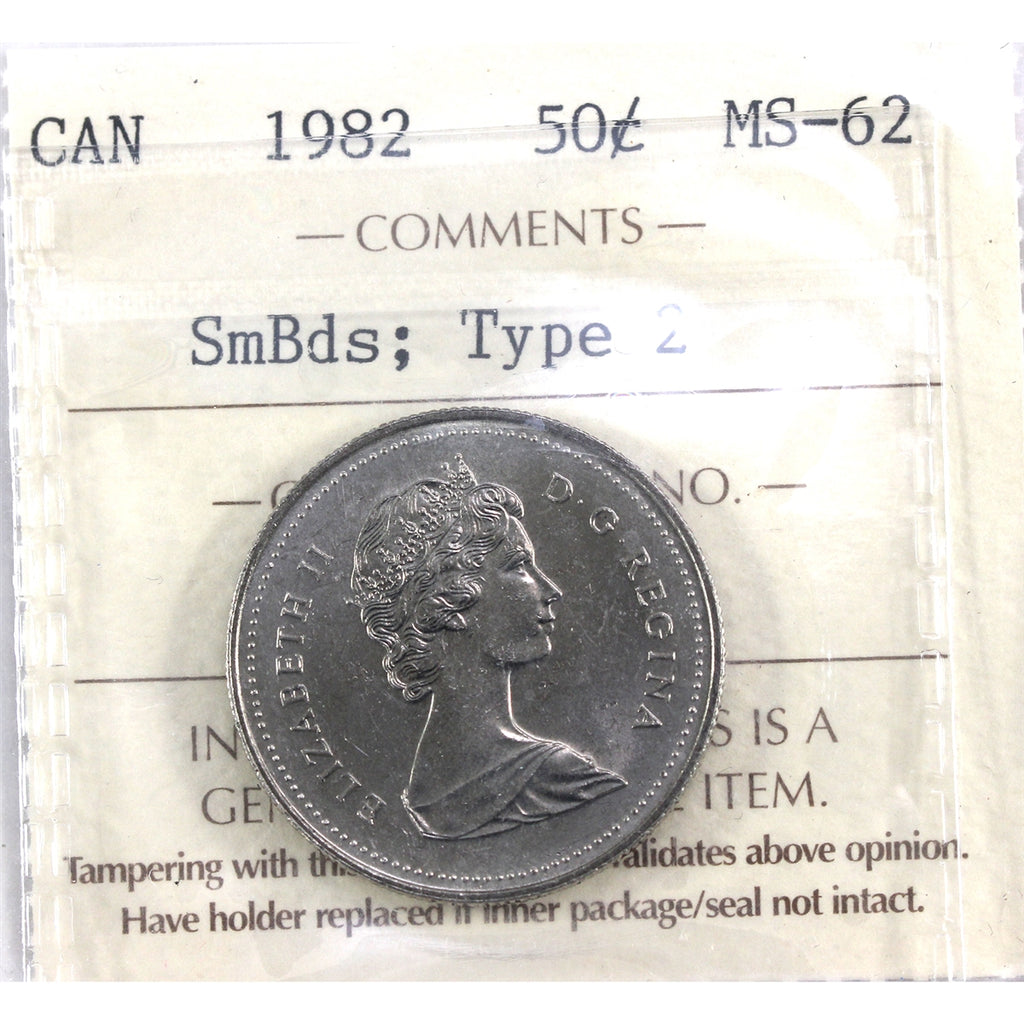 CAN 1982 50¢ MS-62
— COMMENTS —
SmBds; Type 2
NO. —
ELIZABETH II D·G·REGINA
IN IS A
ITEM.
Tampering with above opinion.
Have holder replaced if inner package/seal not intact.